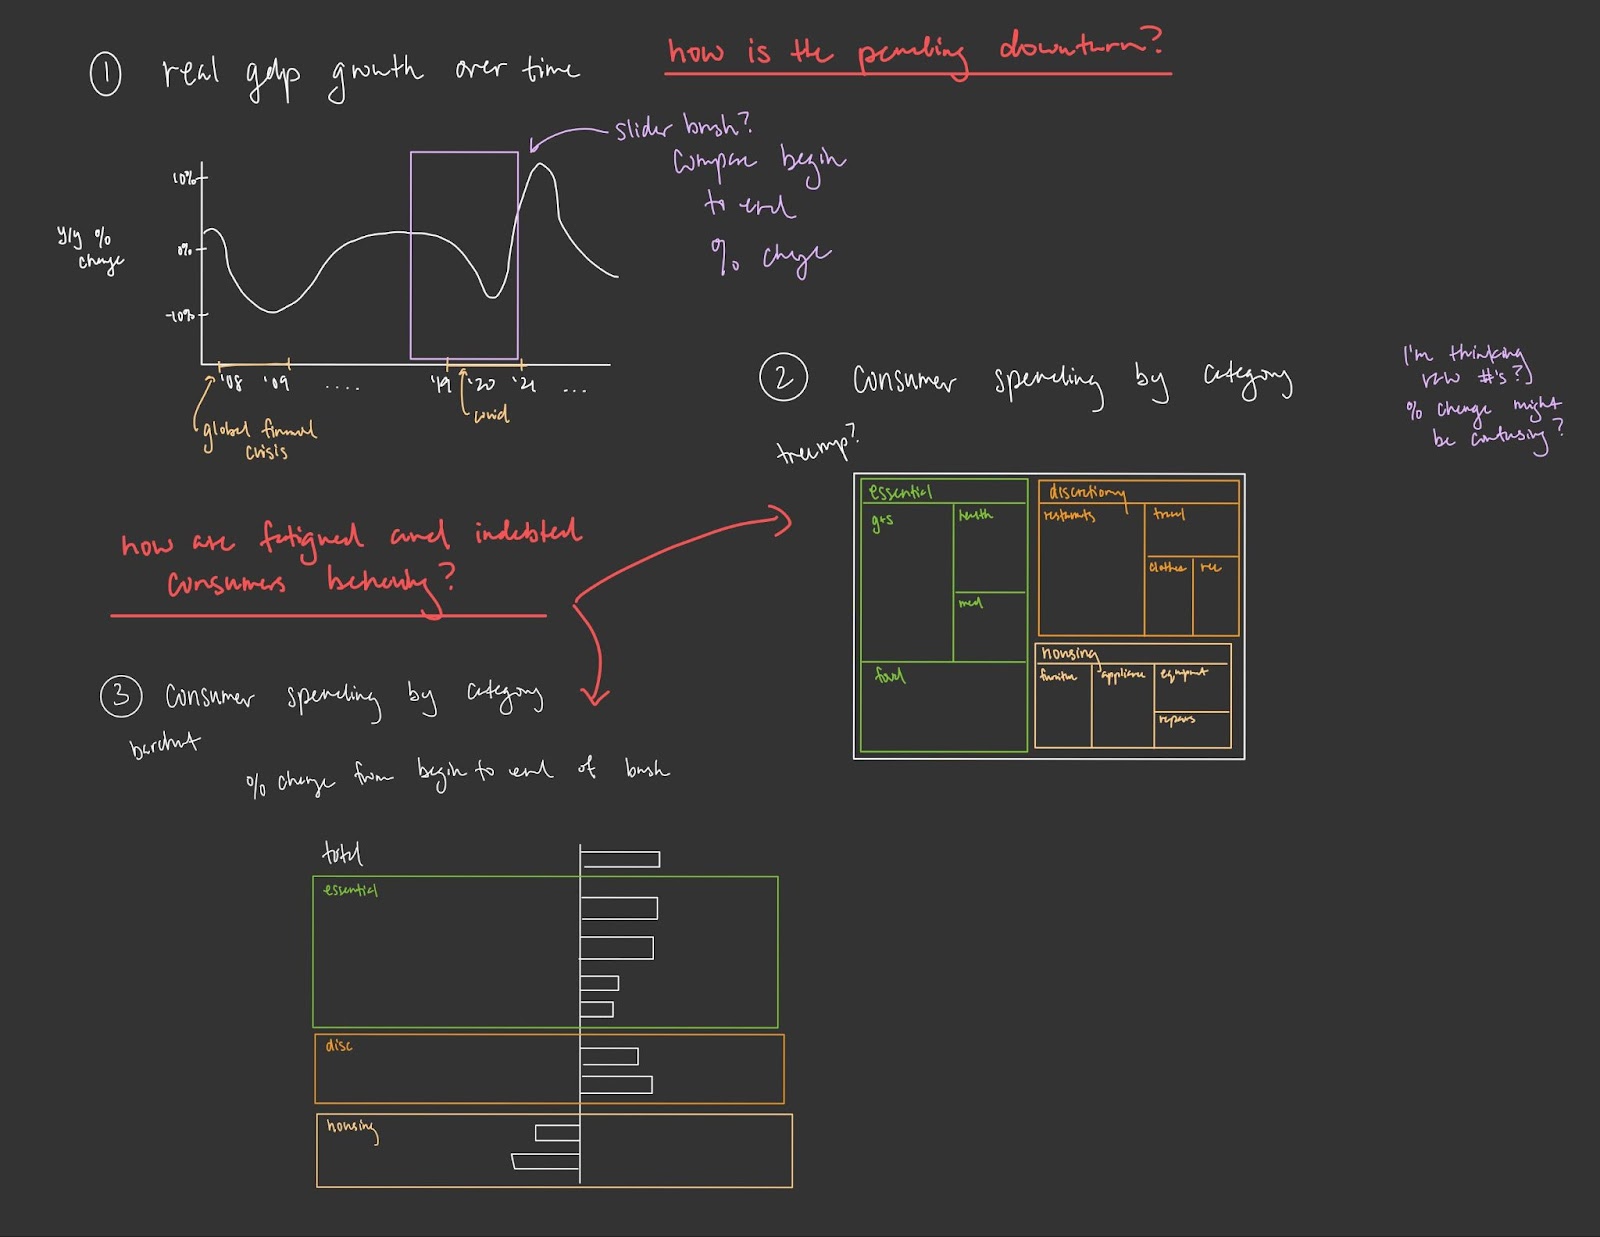 ① real gdp growth over time
how is the pending downturn?
slider brush?
Compare begin
to end
% change
10%
0%
-10%
y/y %
change
'08 '09 .... '19 '20 '21 ...
global financial
crisis
covid
② Consumer spending by category
treemap?
I'm thinking
raw #'s?
% change might
be confusing?
essential
g+s
health
med
food
discretionary
restaurants
travel
clothes
rec
housing
furniture
appliance
equipment
repairs
how are fatigued and indebted
consumers behaving?
③ Consumer spending by category
barchart
% change from begin to end of brush
total
essential
disc
housing